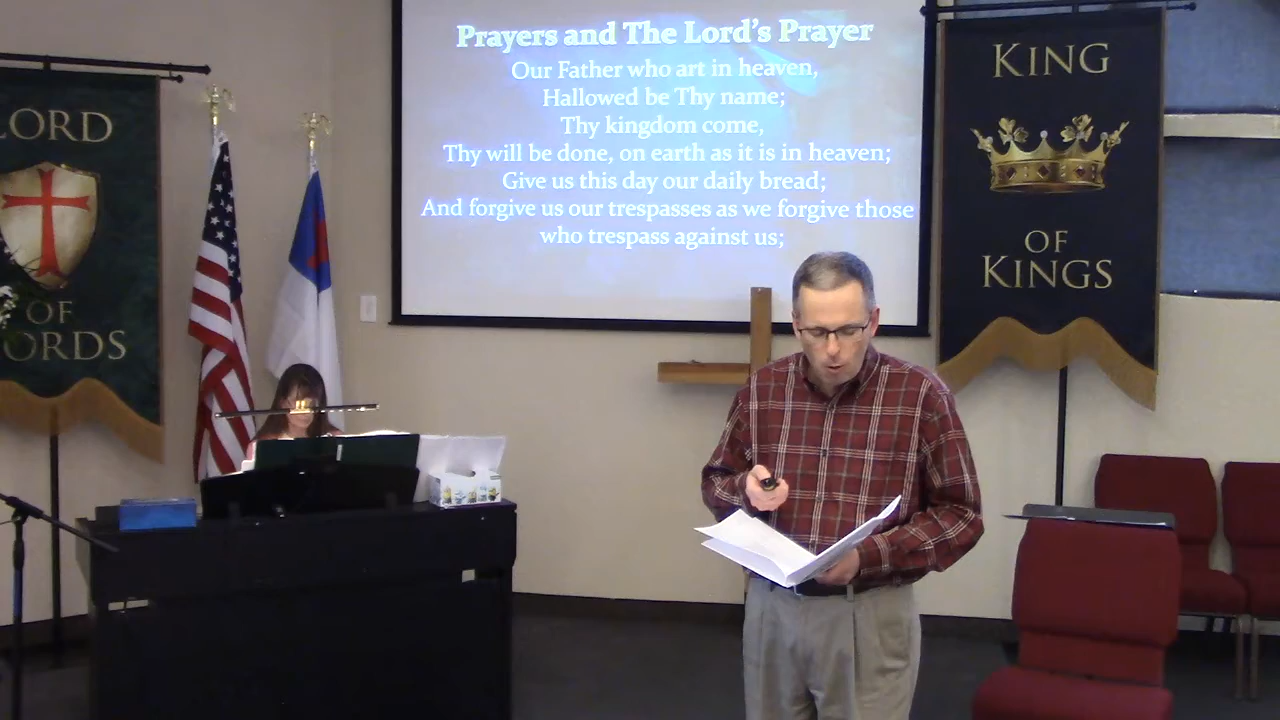 LORD
OF
ORDS
Prayers and The Lord's Prayer
Our Father who art in heaven,
Hallowed be Thy name;
Thy kingdom come,
Thy will be done, on earth as it is in heaven;
Give us this day our daily bread;
And forgive us our trespasses as we forgive those
who trespass against us;
KING
OF
KINGS